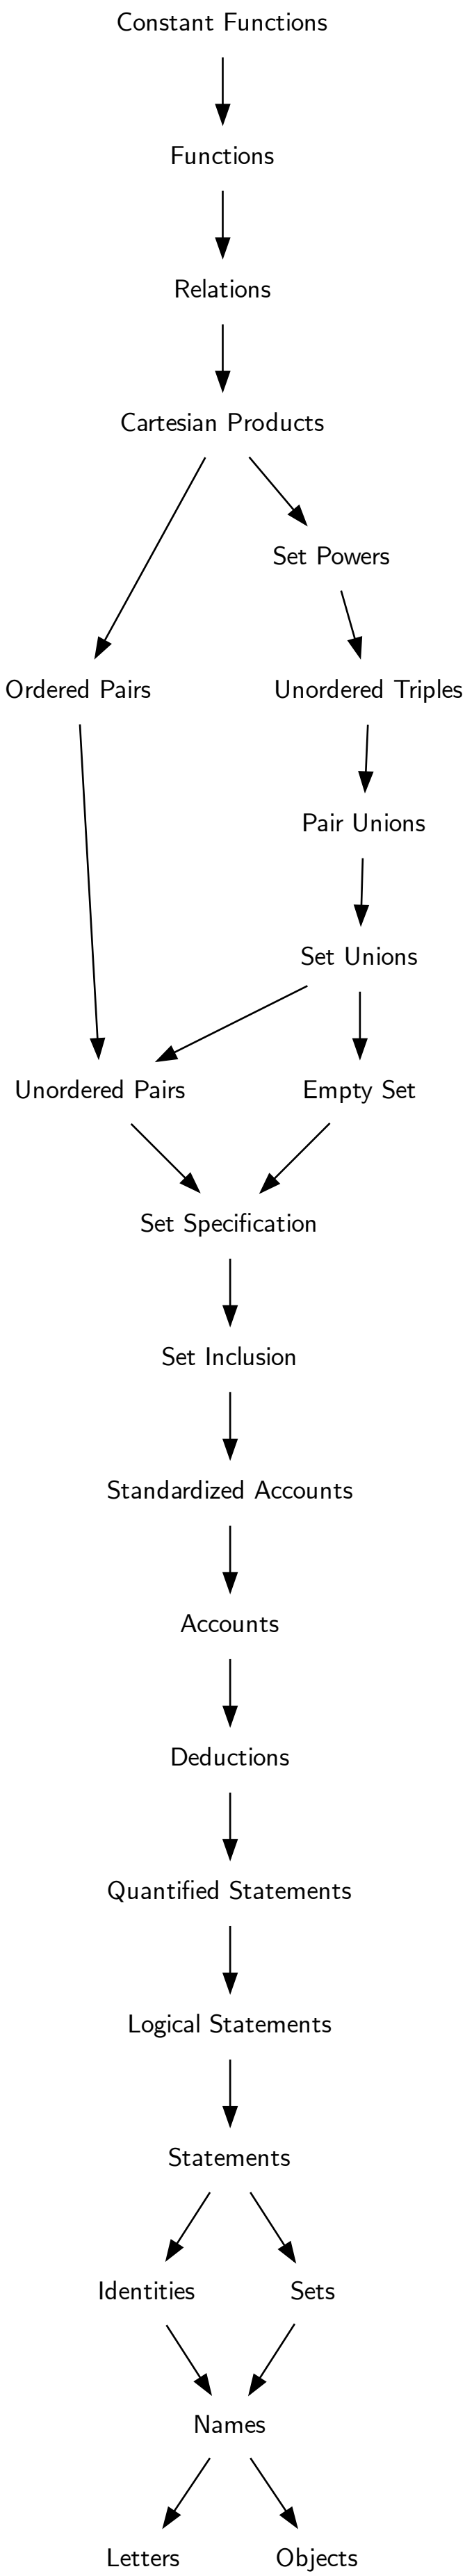 Constant Functions
Functions
Relations
Cartesian Products
Set Powers
Ordered Pairs
Unordered Triples
Pair Unions
Set Unions
Unordered Pairs
Empty Set
Set Specification
Set Inclusion
Standardized Accounts
Accounts
Deductions
Quantified Statements
Logical Statements
Statements
Identities
Sets
Names
Letters
Objects